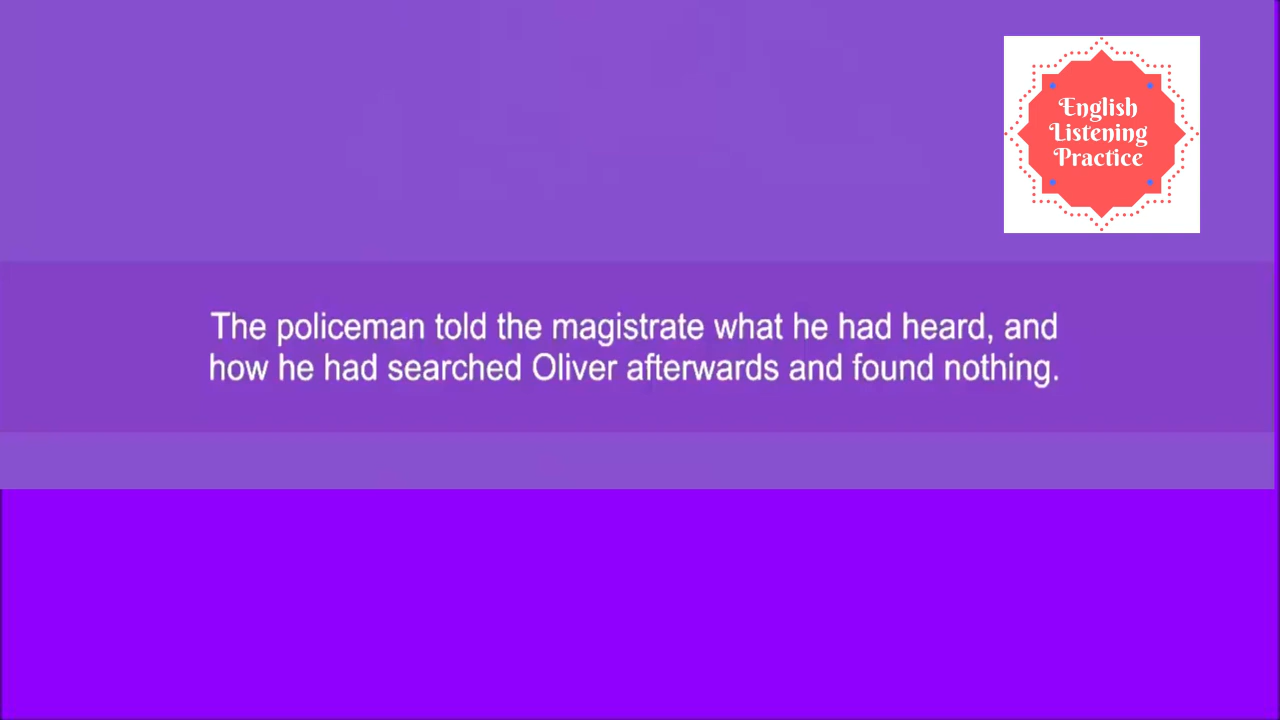 English
Listening
Practice
The policeman told the magistrate what he had heard, and
how he had searched Oliver afterwards and found nothing.